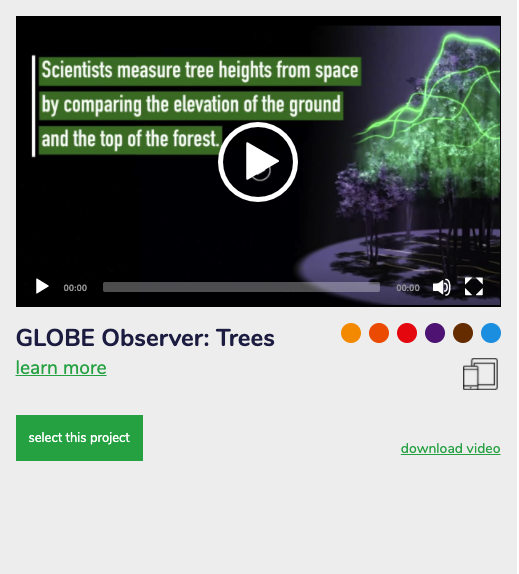 Scientists measure tree heights from space
by comparing the elevation of the ground
and the top of the forest.
00:00 00:00
GLOBE Observer: Trees
learn more
select this project
download video